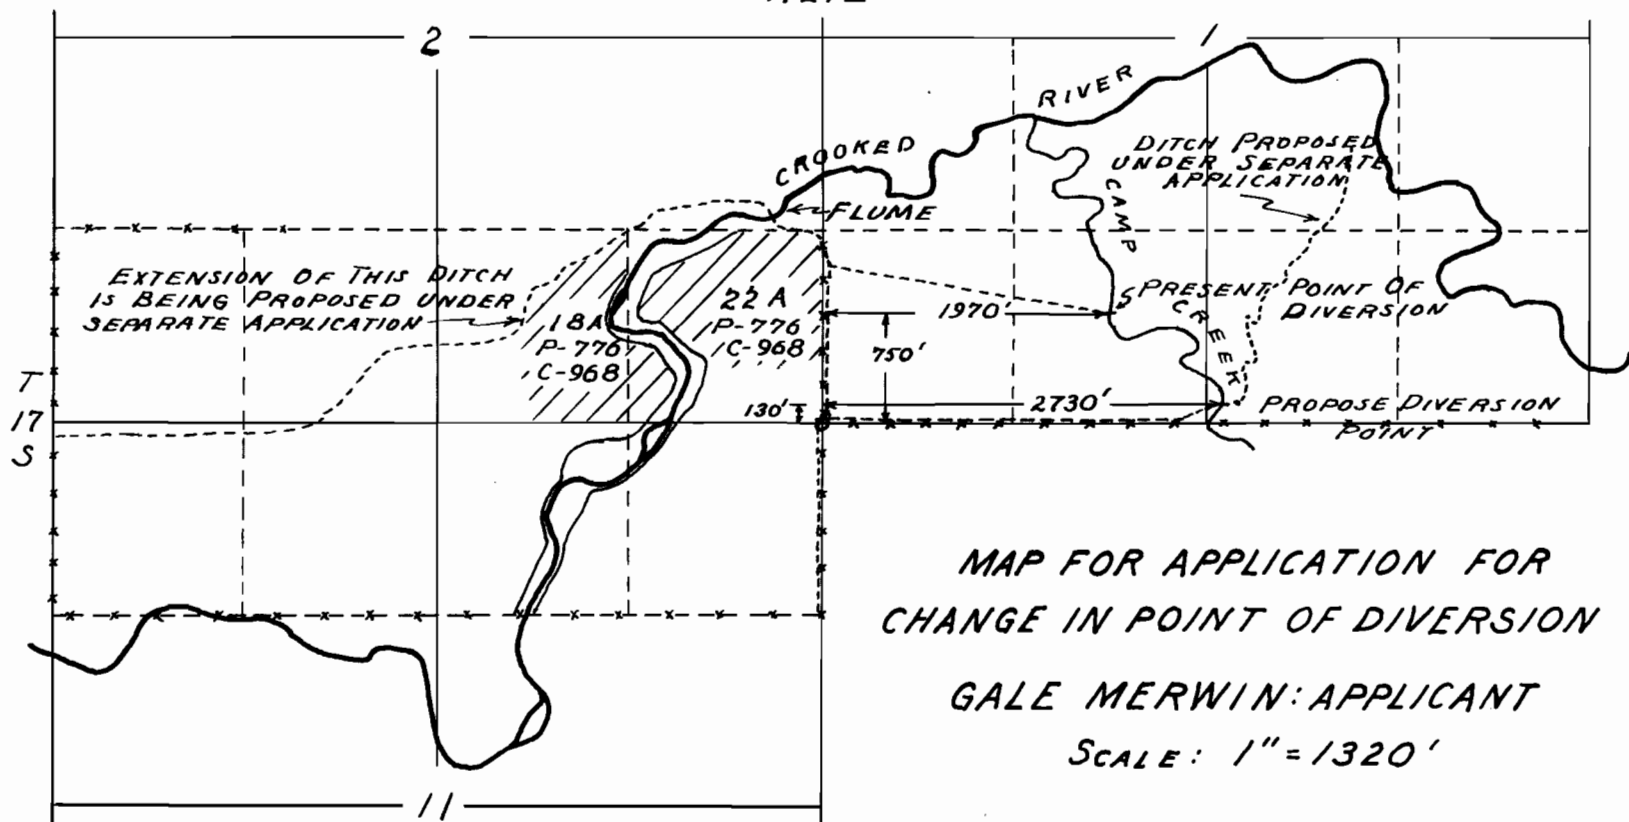 2
1
RIVER
CROOKED
DITCH PROPOSED
UNDER SEPARATE
APPLICATION
CAMP
CREEK
FLUME
EXTENSION OF THIS DITCH
IS BEING PROPOSED UNDER
SEPARATE APPLICATION
22 A
P-776
C-968
18A
P-776
C-968
1970'
PRESENT POINT OF
DIVERSION
750'
T
17
S
130'
2730'
PROPOSE DIVERSION
POINT
MAP FOR APPLICATION FOR
CHANGE IN POINT OF DIVERSION
GALE MERWIN: APPLICANT
SCALE: 1" = 1320'
11